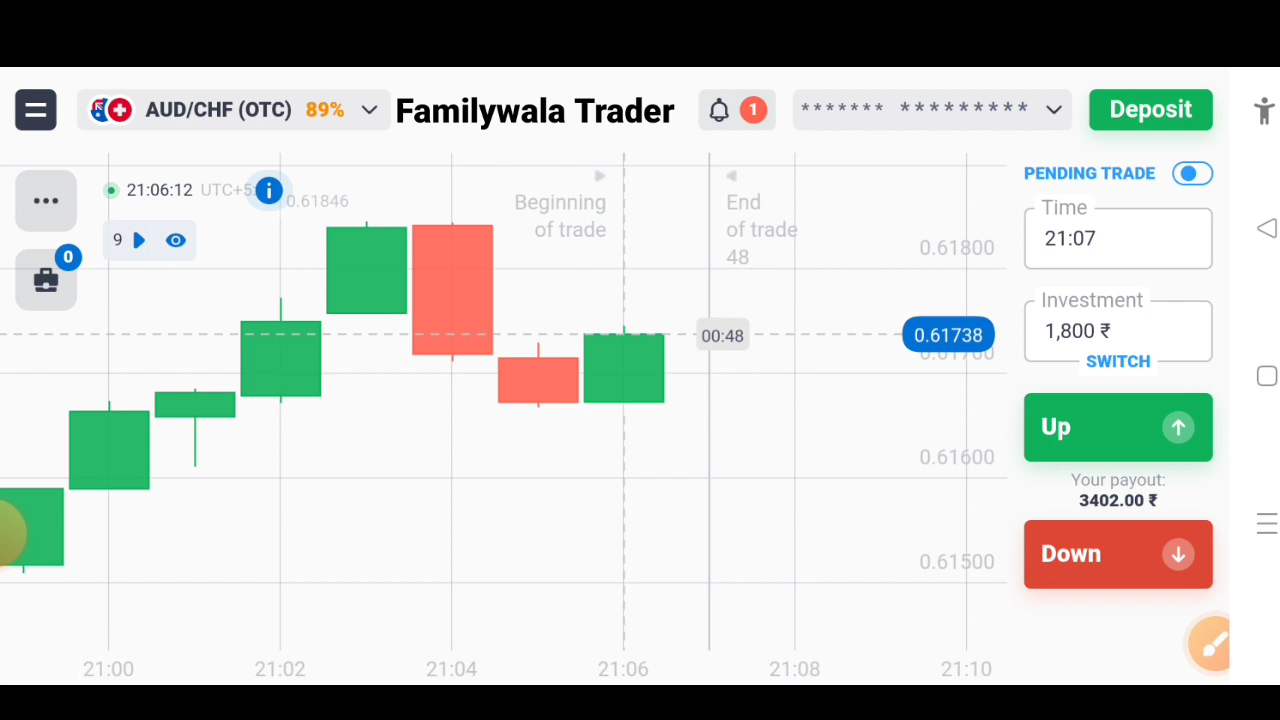 AUD/CHF (OTC) 89% Familywala Trader 1 ******* ********* Deposit
21:06:12 UTC+5 i 0.61846
9
0
Beginning
of trade
End
of trade
48
0.61800
00:48
0.61738
0.61700
0.61600
0.61500
21:00 21:02 21:04 21:06 21:08 21:10
PENDING TRADE
Time
21:07
Investment
1,800 ₹
SWITCH
Up
Your payout:
3402.00 ₹
Down